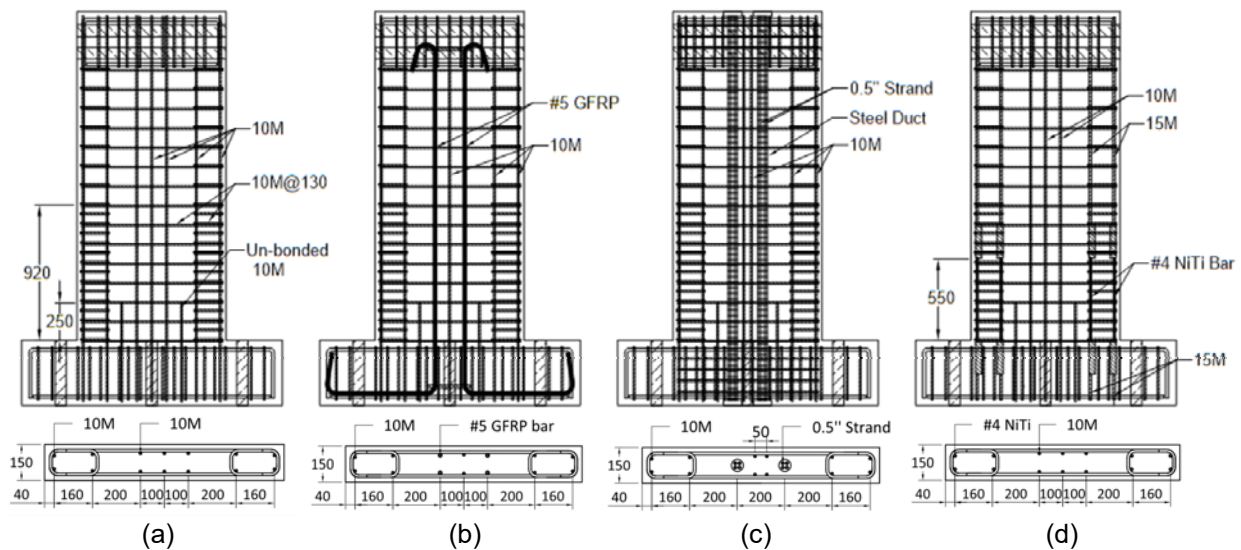 10M
10M@130
Un-bonded
10M
920
250
10M 10M
150
40 160 200 100 100 200 160
(a)
#5 GFRP
10M
10M #5 GFRP bar
150
40 160 200 100 100 200 160
(b)
0.5" Strand
Steel Duct
10M
10M 50 0.5" Strand
150
40 160 200 200 200 160
(c)
10M
15M
#4 NiTi Bar
550
15M
#4 NiTi 10M
150
40 160 200 100 100 200 160
(d)